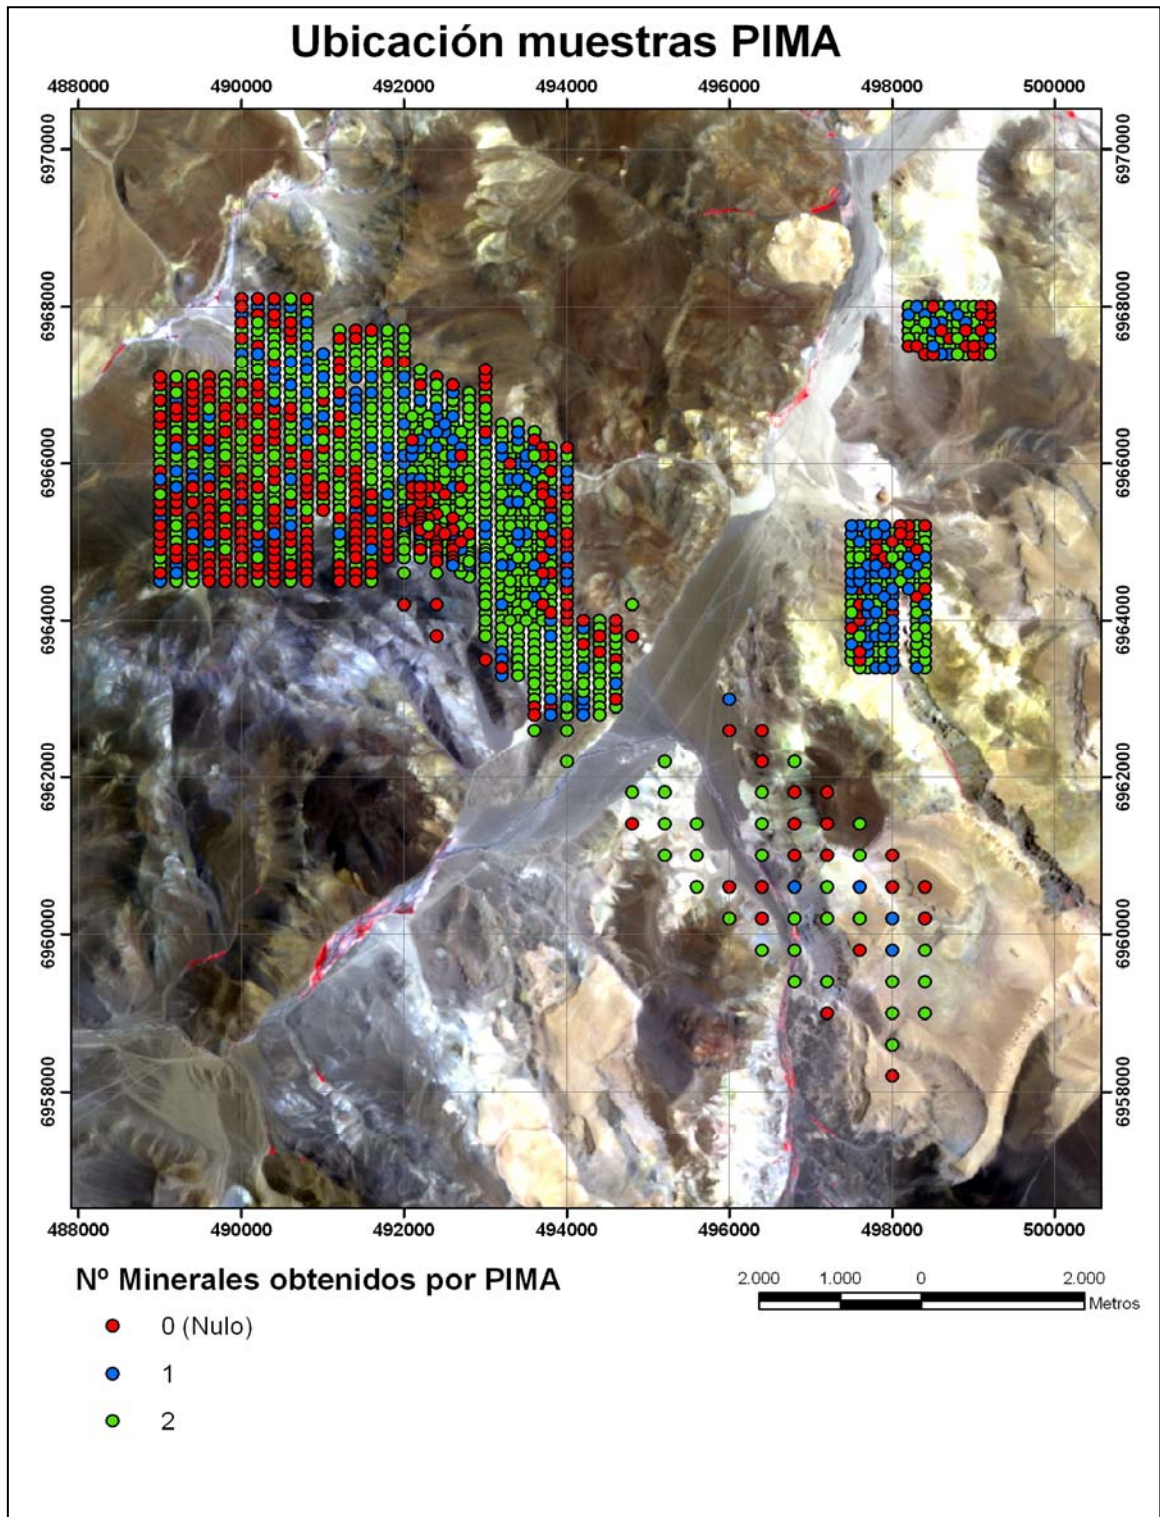 Ubicación muestras PIMA
488000 490000 492000 494000 496000 498000 500000
6970000 6970000
6968000 6968000
6966000 6966000
6964000 6964000
6962000 6962000
6960000 6960000
6958000 6958000
488000 490000 492000 494000 496000 498000 500000
Nº Minerales obtenidos por PIMA
2.000 1.000 0 2.000
Metros
0 (Nulo)
1
2